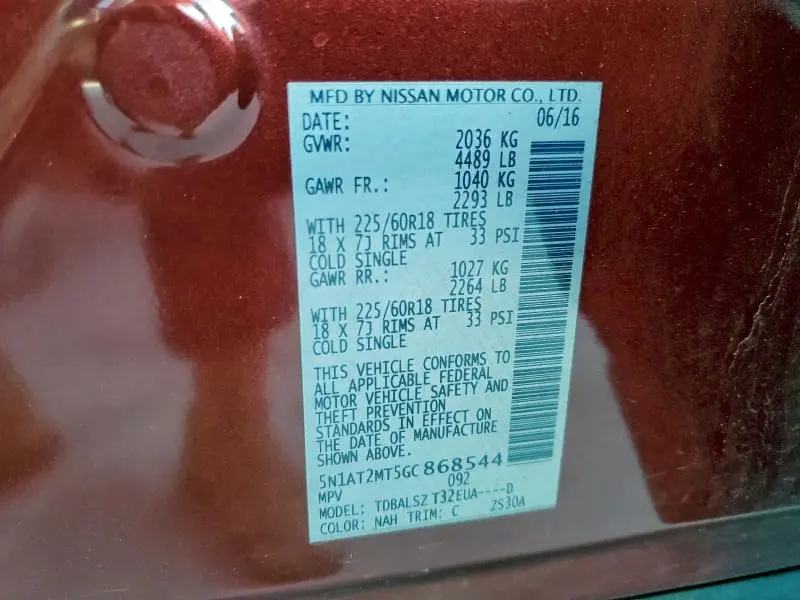 MFD BY NISSAN MOTOR CO., LTD.
DATE: 06/16
GVWR: 2036 KG
4489 LB
GAWR FR.: 1040 KG
2293 LB
WITH 225/60R18 TIRES
18 X 7J RIMS AT 33 PSI
COLD SINGLE
GAWR RR.: 1027 KG
2264 LB
WITH 225/60R18 TIRES
18 X 7J RIMS AT 33 PSI
COLD SINGLE
THIS VEHICLE CONFORMS TO
ALL APPLICABLE FEDERAL
MOTOR VEHICLE SAFETY AND
THEFT PREVENTION
STANDARDS IN EFFECT ON
THE DATE OF MANUFACTURE
SHOWN ABOVE.
5N1AT2MT5GC868544
MPV 092
MODEL: TDBALSZ T32EUA----D
COLOR: NAH TRIM: C ZS30A